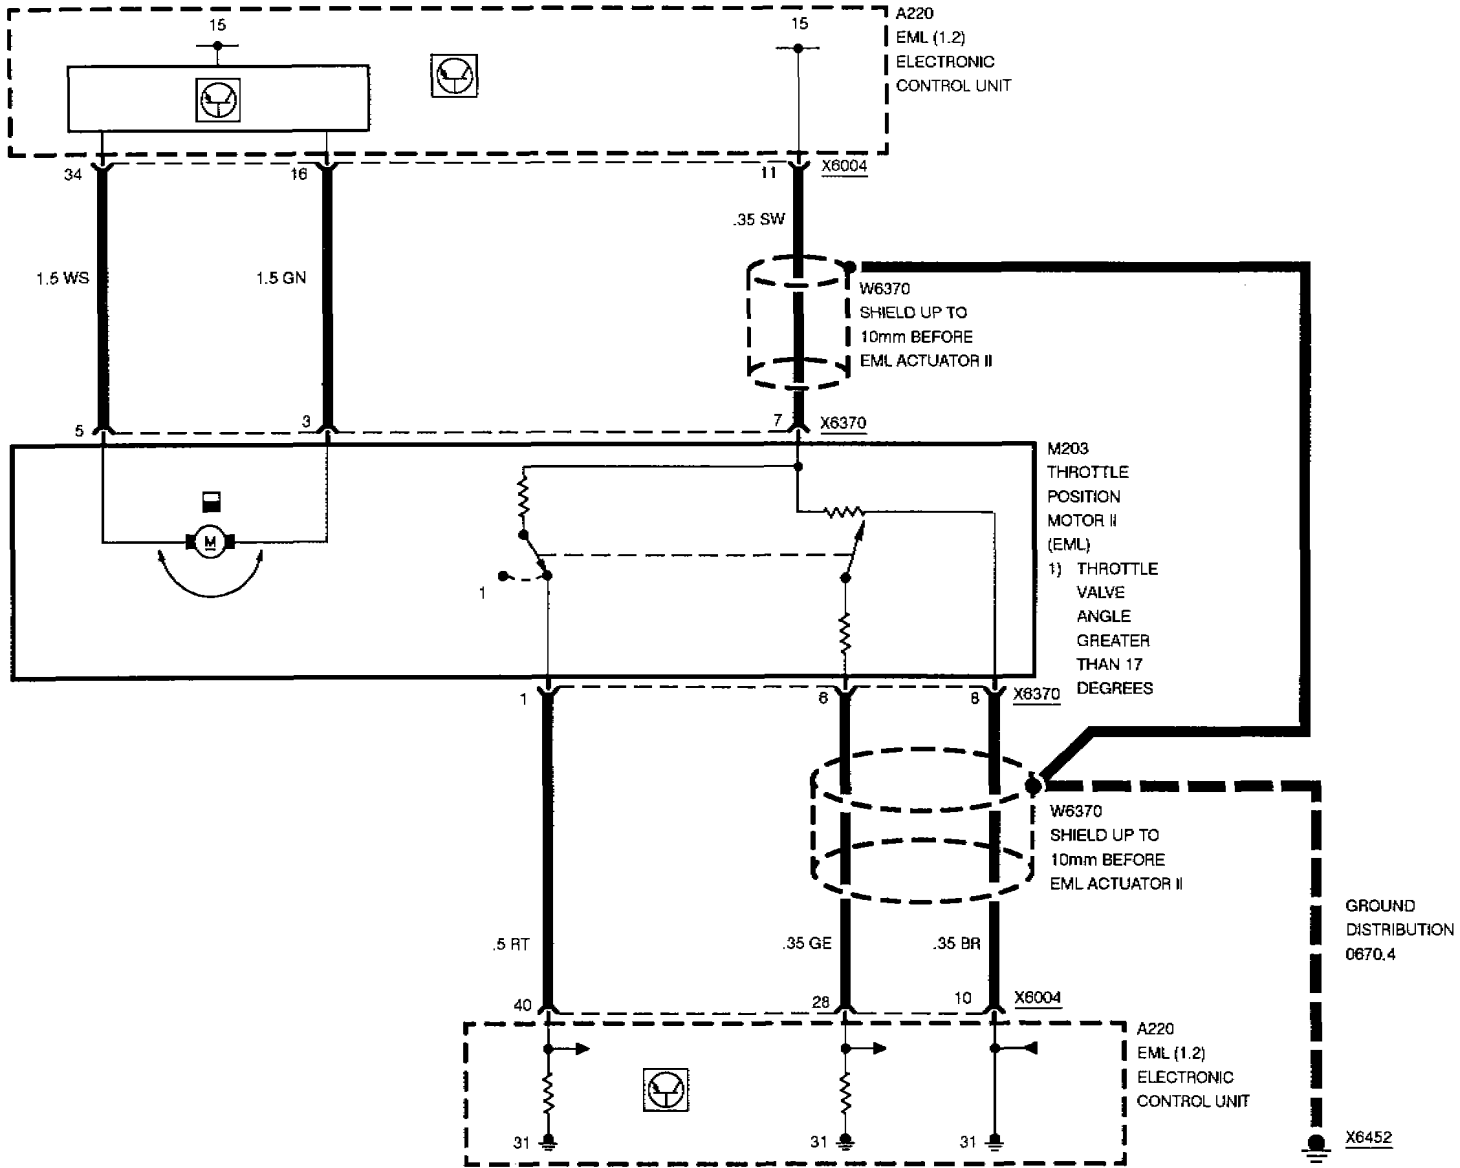 15
15
A220
EML (1.2)
ELECTRONIC
CONTROL UNIT
34
16
11
X6004
.35 SW
1.5 WS
1.5 GN
W6370
SHIELD UP TO
10mm BEFORE
EML ACTUATOR II
5
3
7
X6370
M203
THROTTLE
POSITION
MOTOR II
(EML)
1) THROTTLE
VALVE
ANGLE
GREATER
THAN 17
DEGREES
M
1
1
6
8
X6370
W6370
SHIELD UP TO
10mm BEFORE
EML ACTUATOR II
.5 RT
.35 GE
.35 BR
GROUND
DISTRIBUTION
0670.4
40
28
10
X6004
A220
EML (1.2)
ELECTRONIC
CONTROL UNIT
31
31
31
X6452